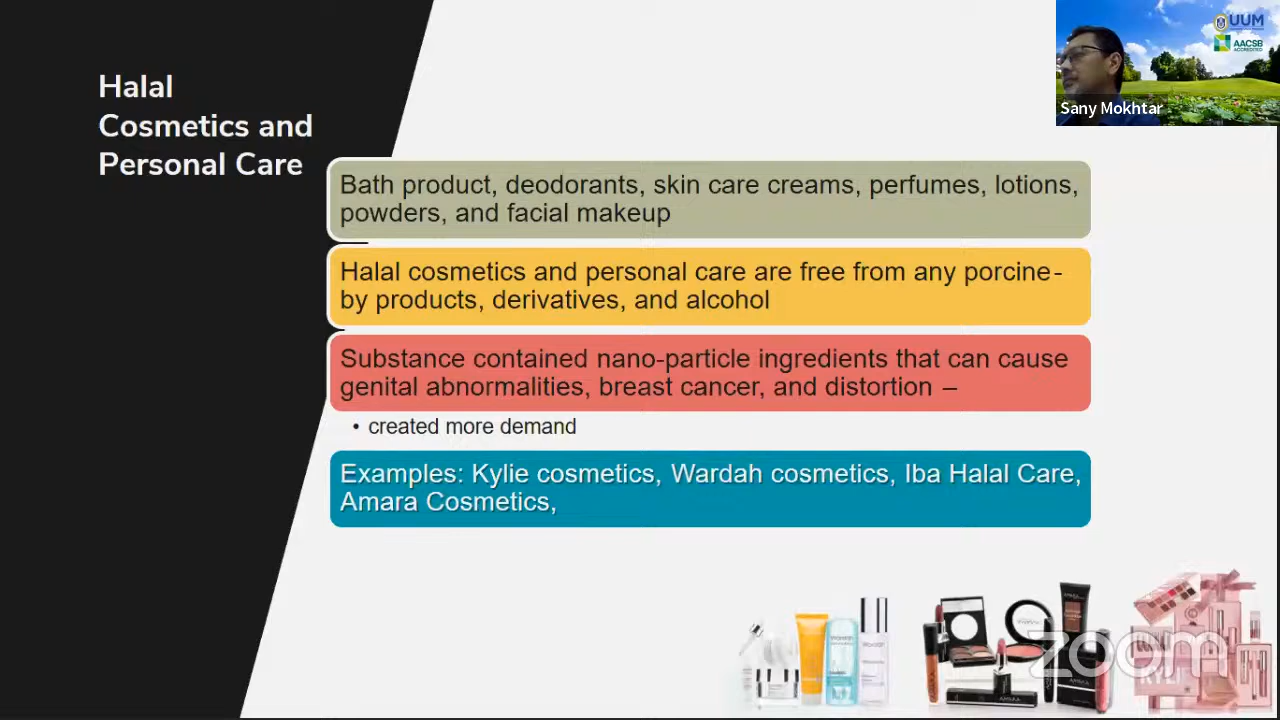 Halal
Cosmetics and
Personal Care
UUM
AACSB
ACCREDITED
Sany Mokhtar
Bath product, deodorants, skin care creams, perfumes, lotions,
powders, and facial makeup
Halal cosmetics and personal care are free from any porcine-
by products, derivatives, and alcohol
Substance contained nano-particle ingredients that can cause
genital abnormalities, breast cancer, and distortion –
• created more demand
Examples: Kylie cosmetics, Wardah cosmetics, Iba Halal Care,
Amara Cosmetics,
zoom